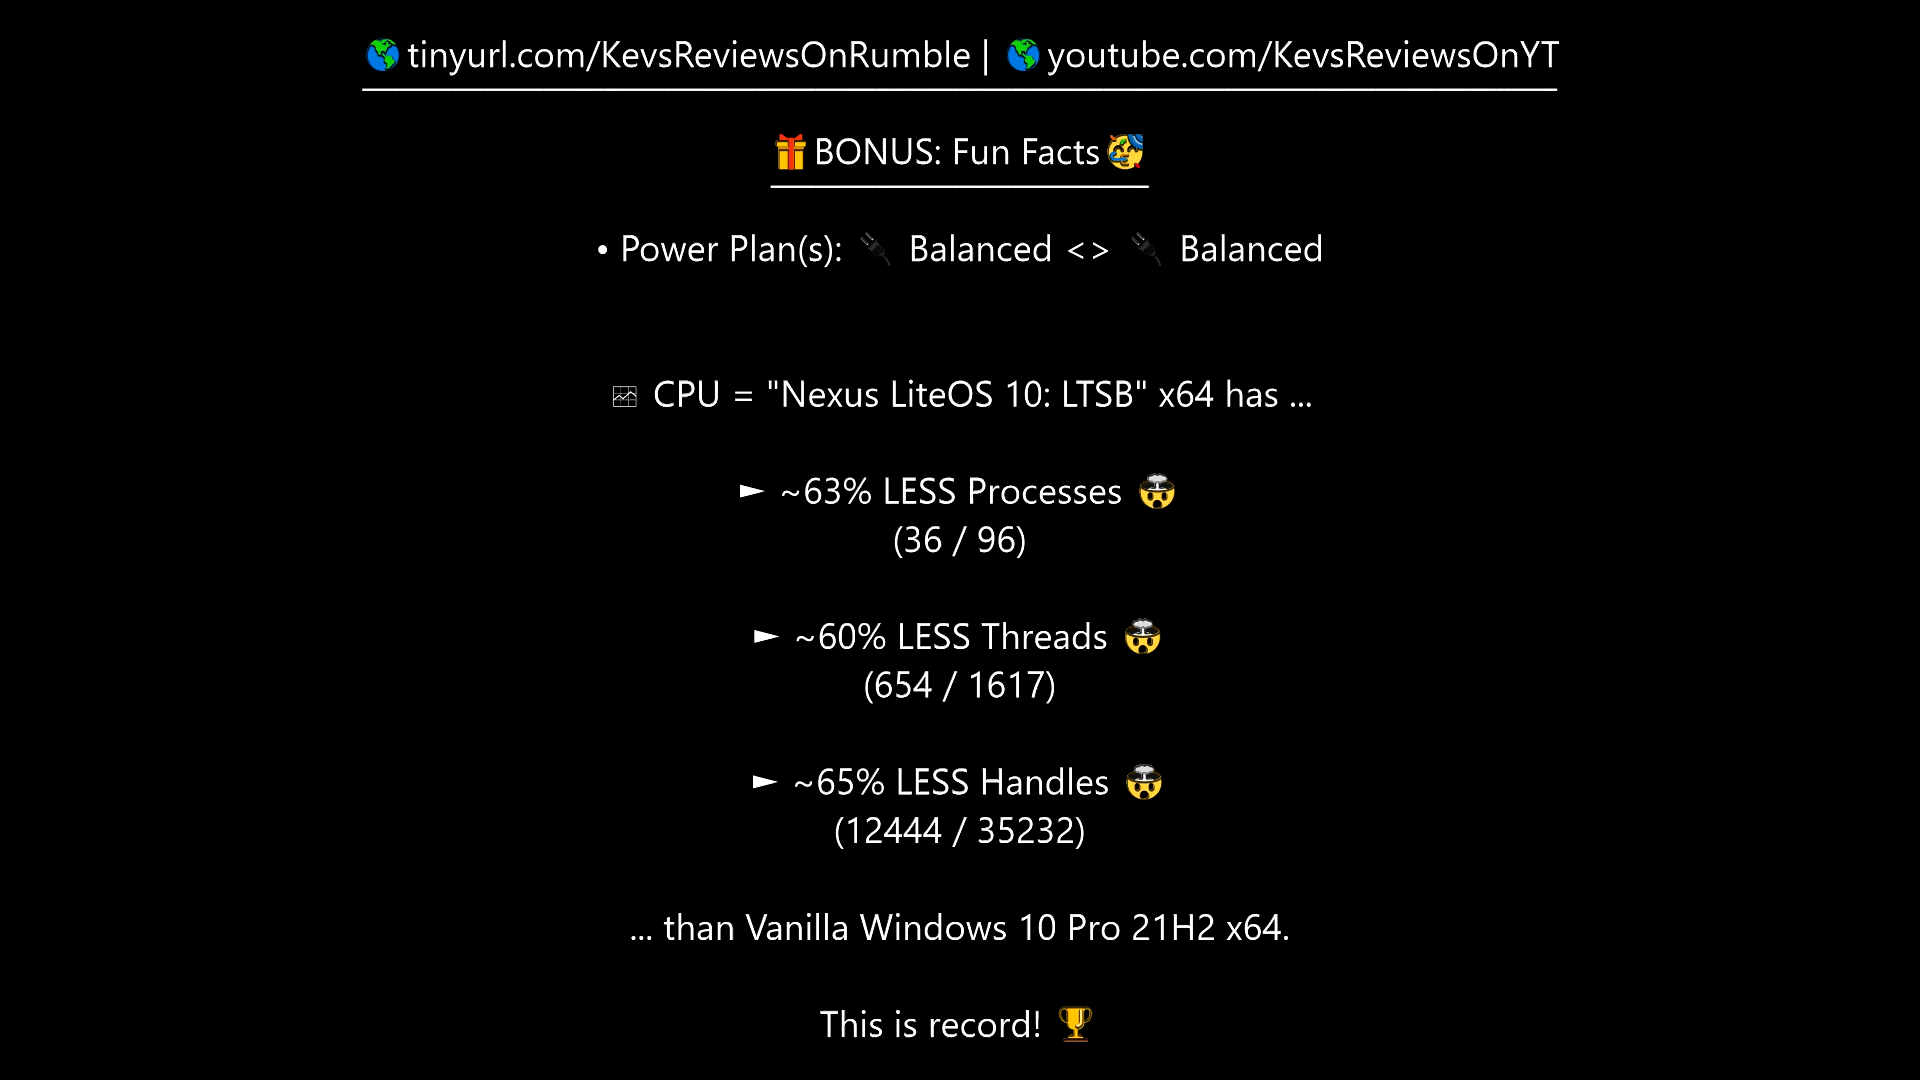 🌎tinyurl.com/KevsReviewsOnRumble | 🌎youtube.com/KevsReviewsOnYT
🎁BONUS: Fun Facts🥳
• Power Plan(s): 🔌 Balanced <> 🔌 Balanced
🗠 CPU = "Nexus LiteOS 10: LTSB" x64 has ...
► ~63% LESS Processes 🤯
(36 / 96)
► ~60% LESS Threads 🤯
(654 / 1617)
► ~65% LESS Handles 🤯
(12444 / 35232)
... than Vanilla Windows 10 Pro 21H2 x64.
This is record! 🏆